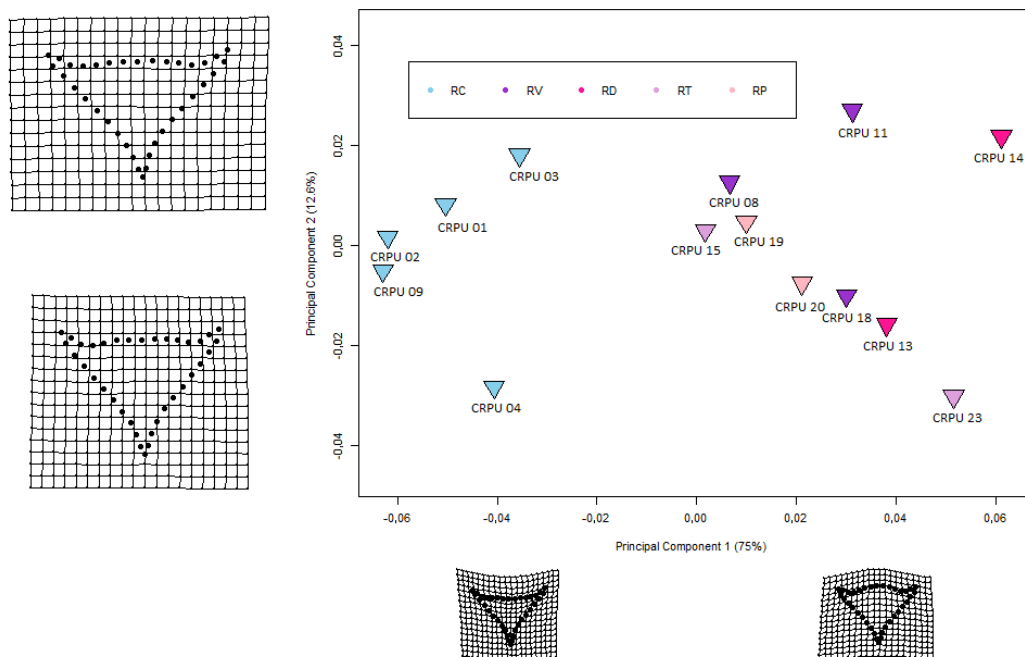 0,04
RC RV RD RT RP
0,02
CRPU 11
CRPU 14
CRPU 03
CRPU 08
CRPU 01
CRPU 19
CRPU 15
0,00
CRPU 02
CRPU 09
CRPU 20
CRPU 18
-0,02
CRPU 13
CRPU 04
CRPU 23
-0,04
Principal Component 2 (12.6%)
-0,06 -0,04 -0,02 0,00 0,02 0,04 0,06
Principal Component 1 (75%)